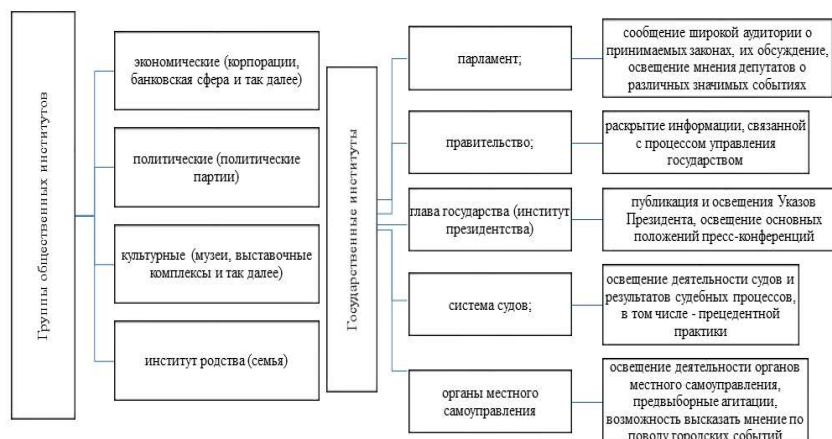 Группы общественных институтов
экономические (корпорации,
банковская сфера и так далее)
политические (политические
партии)
культурные (музеи, выставочные
комплексы и так далее)
институт родства (семья)
Государственные институты
парламент;
сообщение широкой аудитории о
принимаемых законах, их обсуждение,
освещение мнения депутатов о
различных значимых событиях
правительство;
раскрытие информации, связанной
с процессом управления
государством
глава государства (институт
президентства)
публикация и освещения Указов
Президента, освещение основных
положений пресс-конференций
система судов;
освещение деятельности судов и
результатов судебных процессов,
в том числе - прецедентной
практики
органы местного
самоуправления
освещение деятельности органов
местного самоуправления,
предвыборные агитации,
возможность высказать мнение по
поводу городских событий